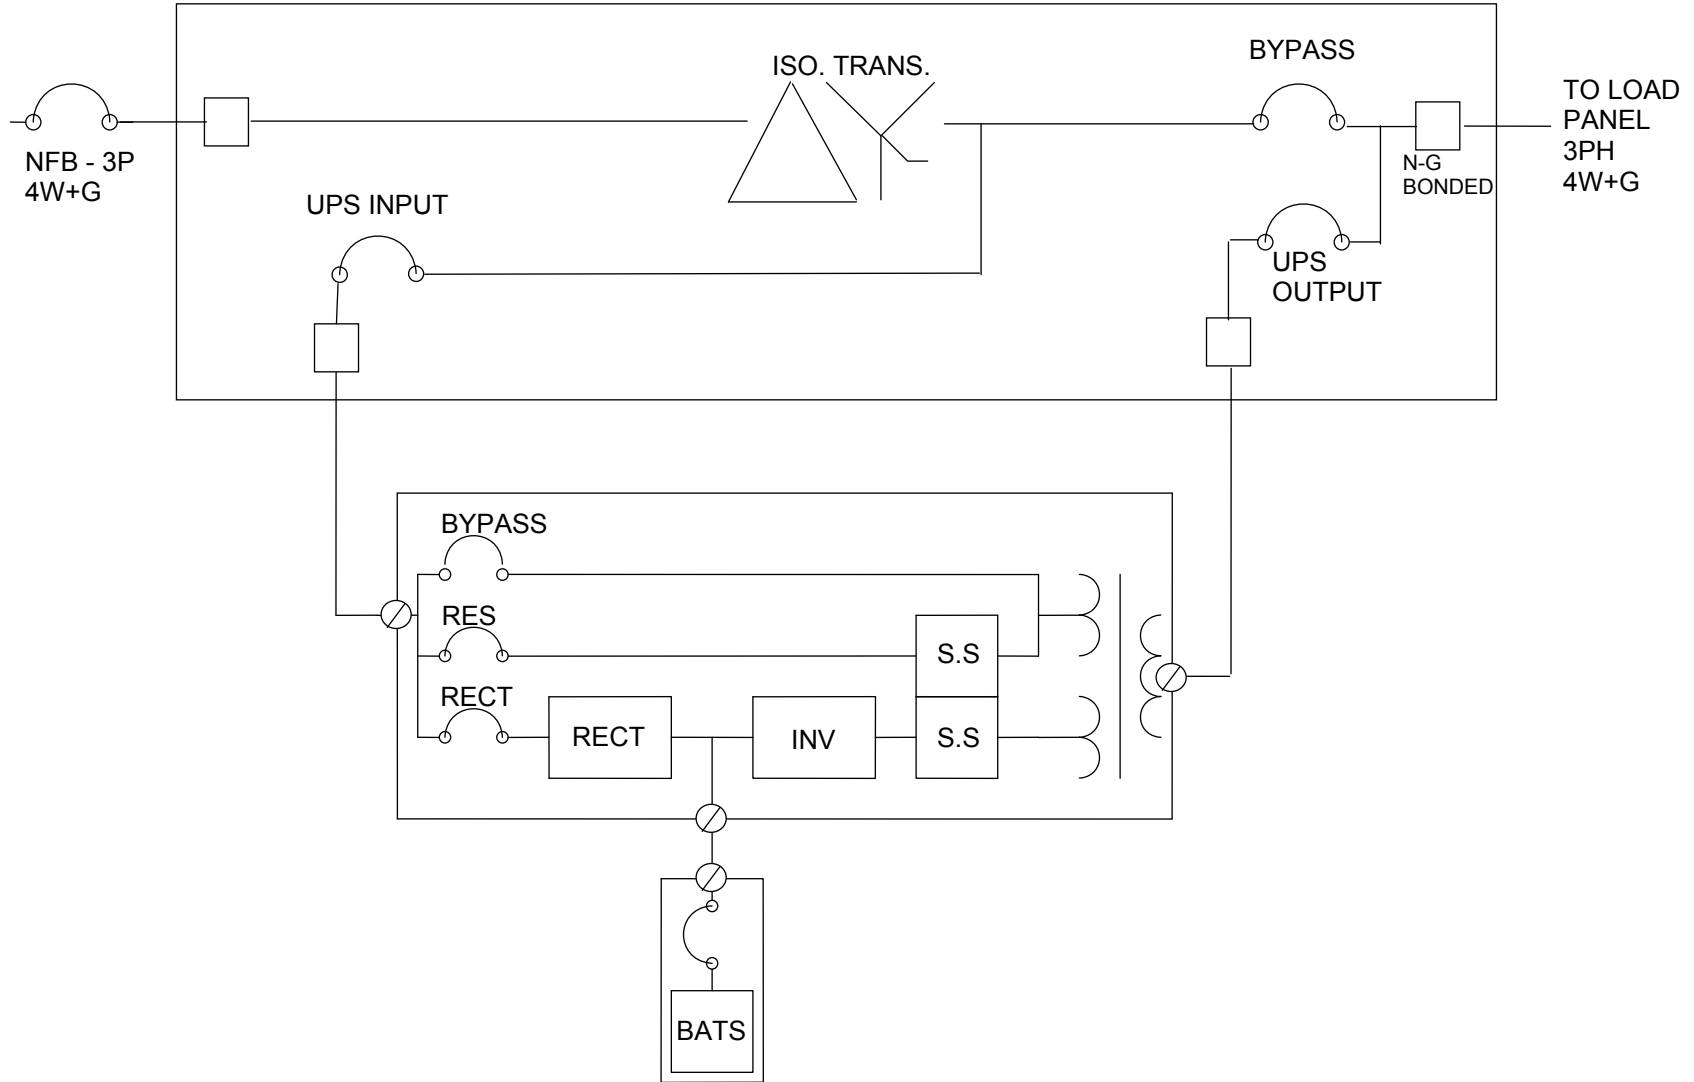 ISO. TRANS.
BYPASS
TO LOAD
PANEL
3PH
4W+G
NFB - 3P
4W+G
N-G
BONDED
UPS INPUT
UPS
OUTPUT
BYPASS
RES
S.S
RECT
RECT
INV
S.S
BATS